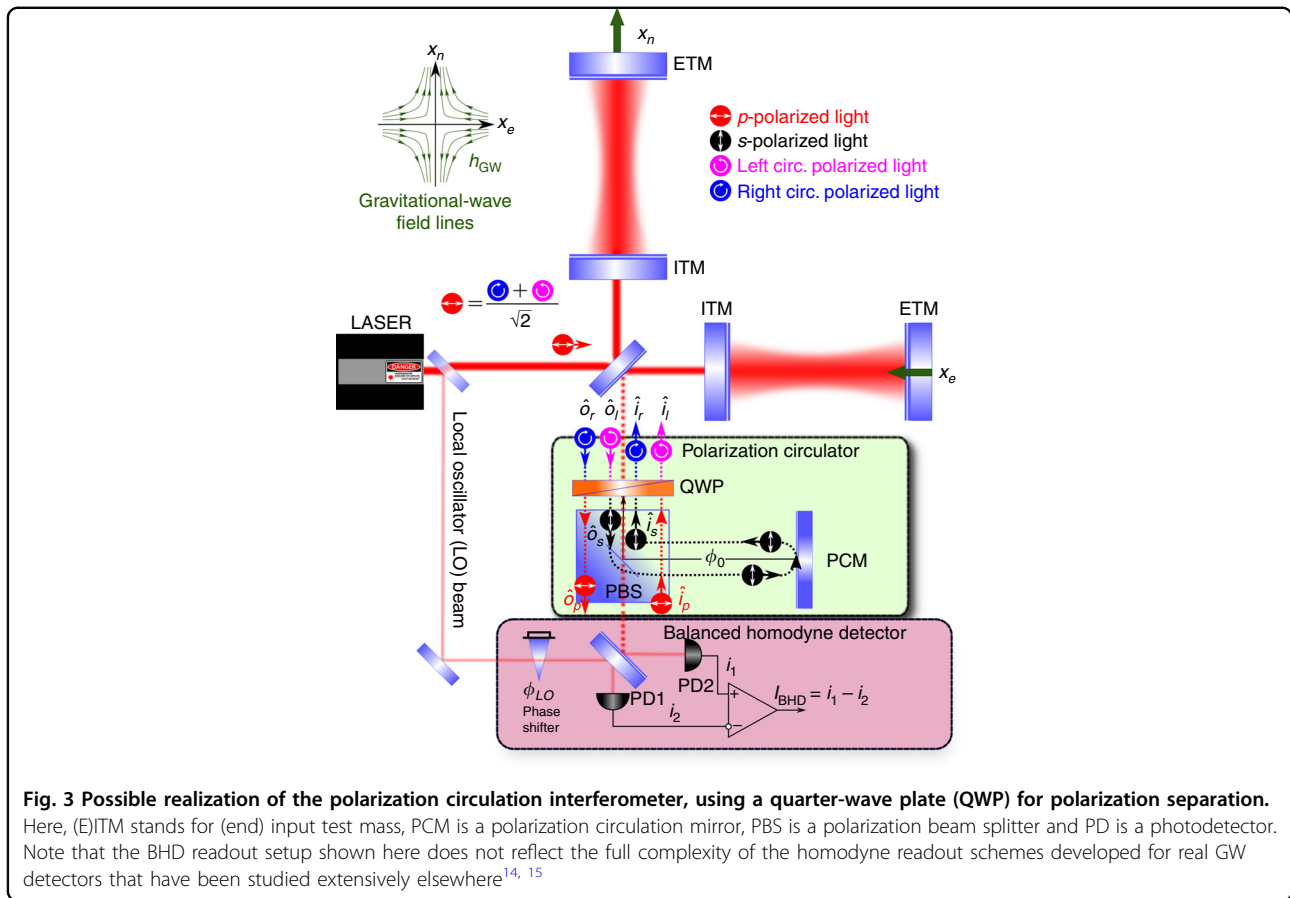 x_n
ETM
x_n
x_e
h_GW
Gravitational-wave
field lines
p-polarized light
s-polarized light
Left circ. polarized light
Right circ. polarized light
ITM
= + / √2
LASER
DANGER
ITM
ETM
x_e
ô_r ô_l î_r î_l
Polarization circulator
QWP
Local oscillator (LO) beam
ô_s î_s
ϕ_0
PCM
PBS
ô_p î_p
Balanced homodyne detector
ϕ_LO
Phase
shifter
PD1
PD2
i_1
i_2
+
−
I_BHD = i_1 − i_2
Fig. 3 Possible realization of the polarization circulation interferometer, using a quarter-wave plate (QWP) for polarization separation.
Here, (E)ITM stands for (end) input test mass, PCM is a polarization circulation mirror, PBS is a polarization beam splitter and PD is a photodetector.
Note that the BHD readout setup shown here does not reflect the full complexity of the homodyne readout schemes developed for real GW
detectors that have been studied extensively elsewhere14, 15